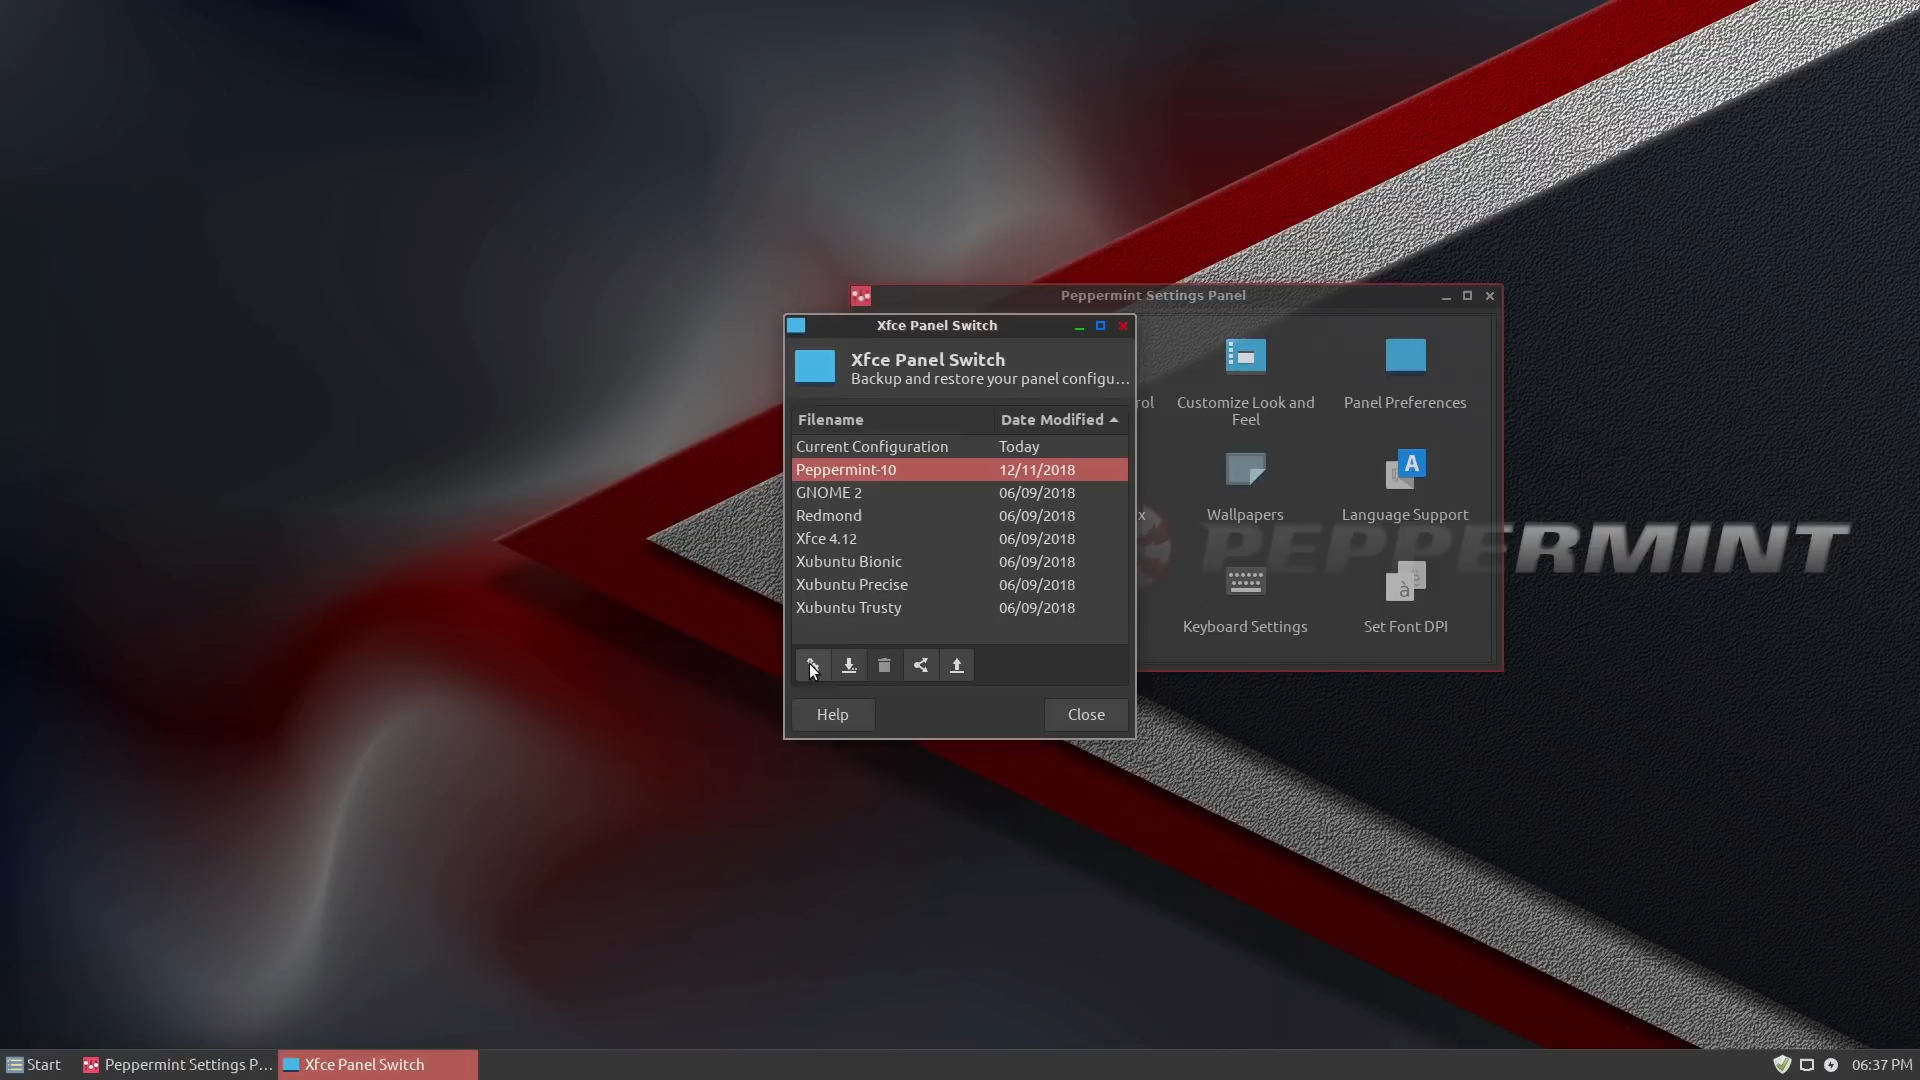 Peppermint Settings Panel
Xfce Panel Switch
Xfce Panel Switch
Backup and restore your panel configu…
Filename Date Modified
Current Configuration Today
Peppermint-10 12/11/2018
GNOME 2 06/09/2018
Redmond 06/09/2018
Xfce 4.12 06/09/2018
Xubuntu Bionic 06/09/2018
Xubuntu Precise 06/09/2018
Xubuntu Trusty 06/09/2018
Help Close
rol
Customize Look and
Feel
Panel Preferences
x
Wallpapers
A
Language Support
PEPPERMINT
à
Keyboard Settings
Set Font DPI
Start
Peppermint Settings P…
Xfce Panel Switch
06:37 PM